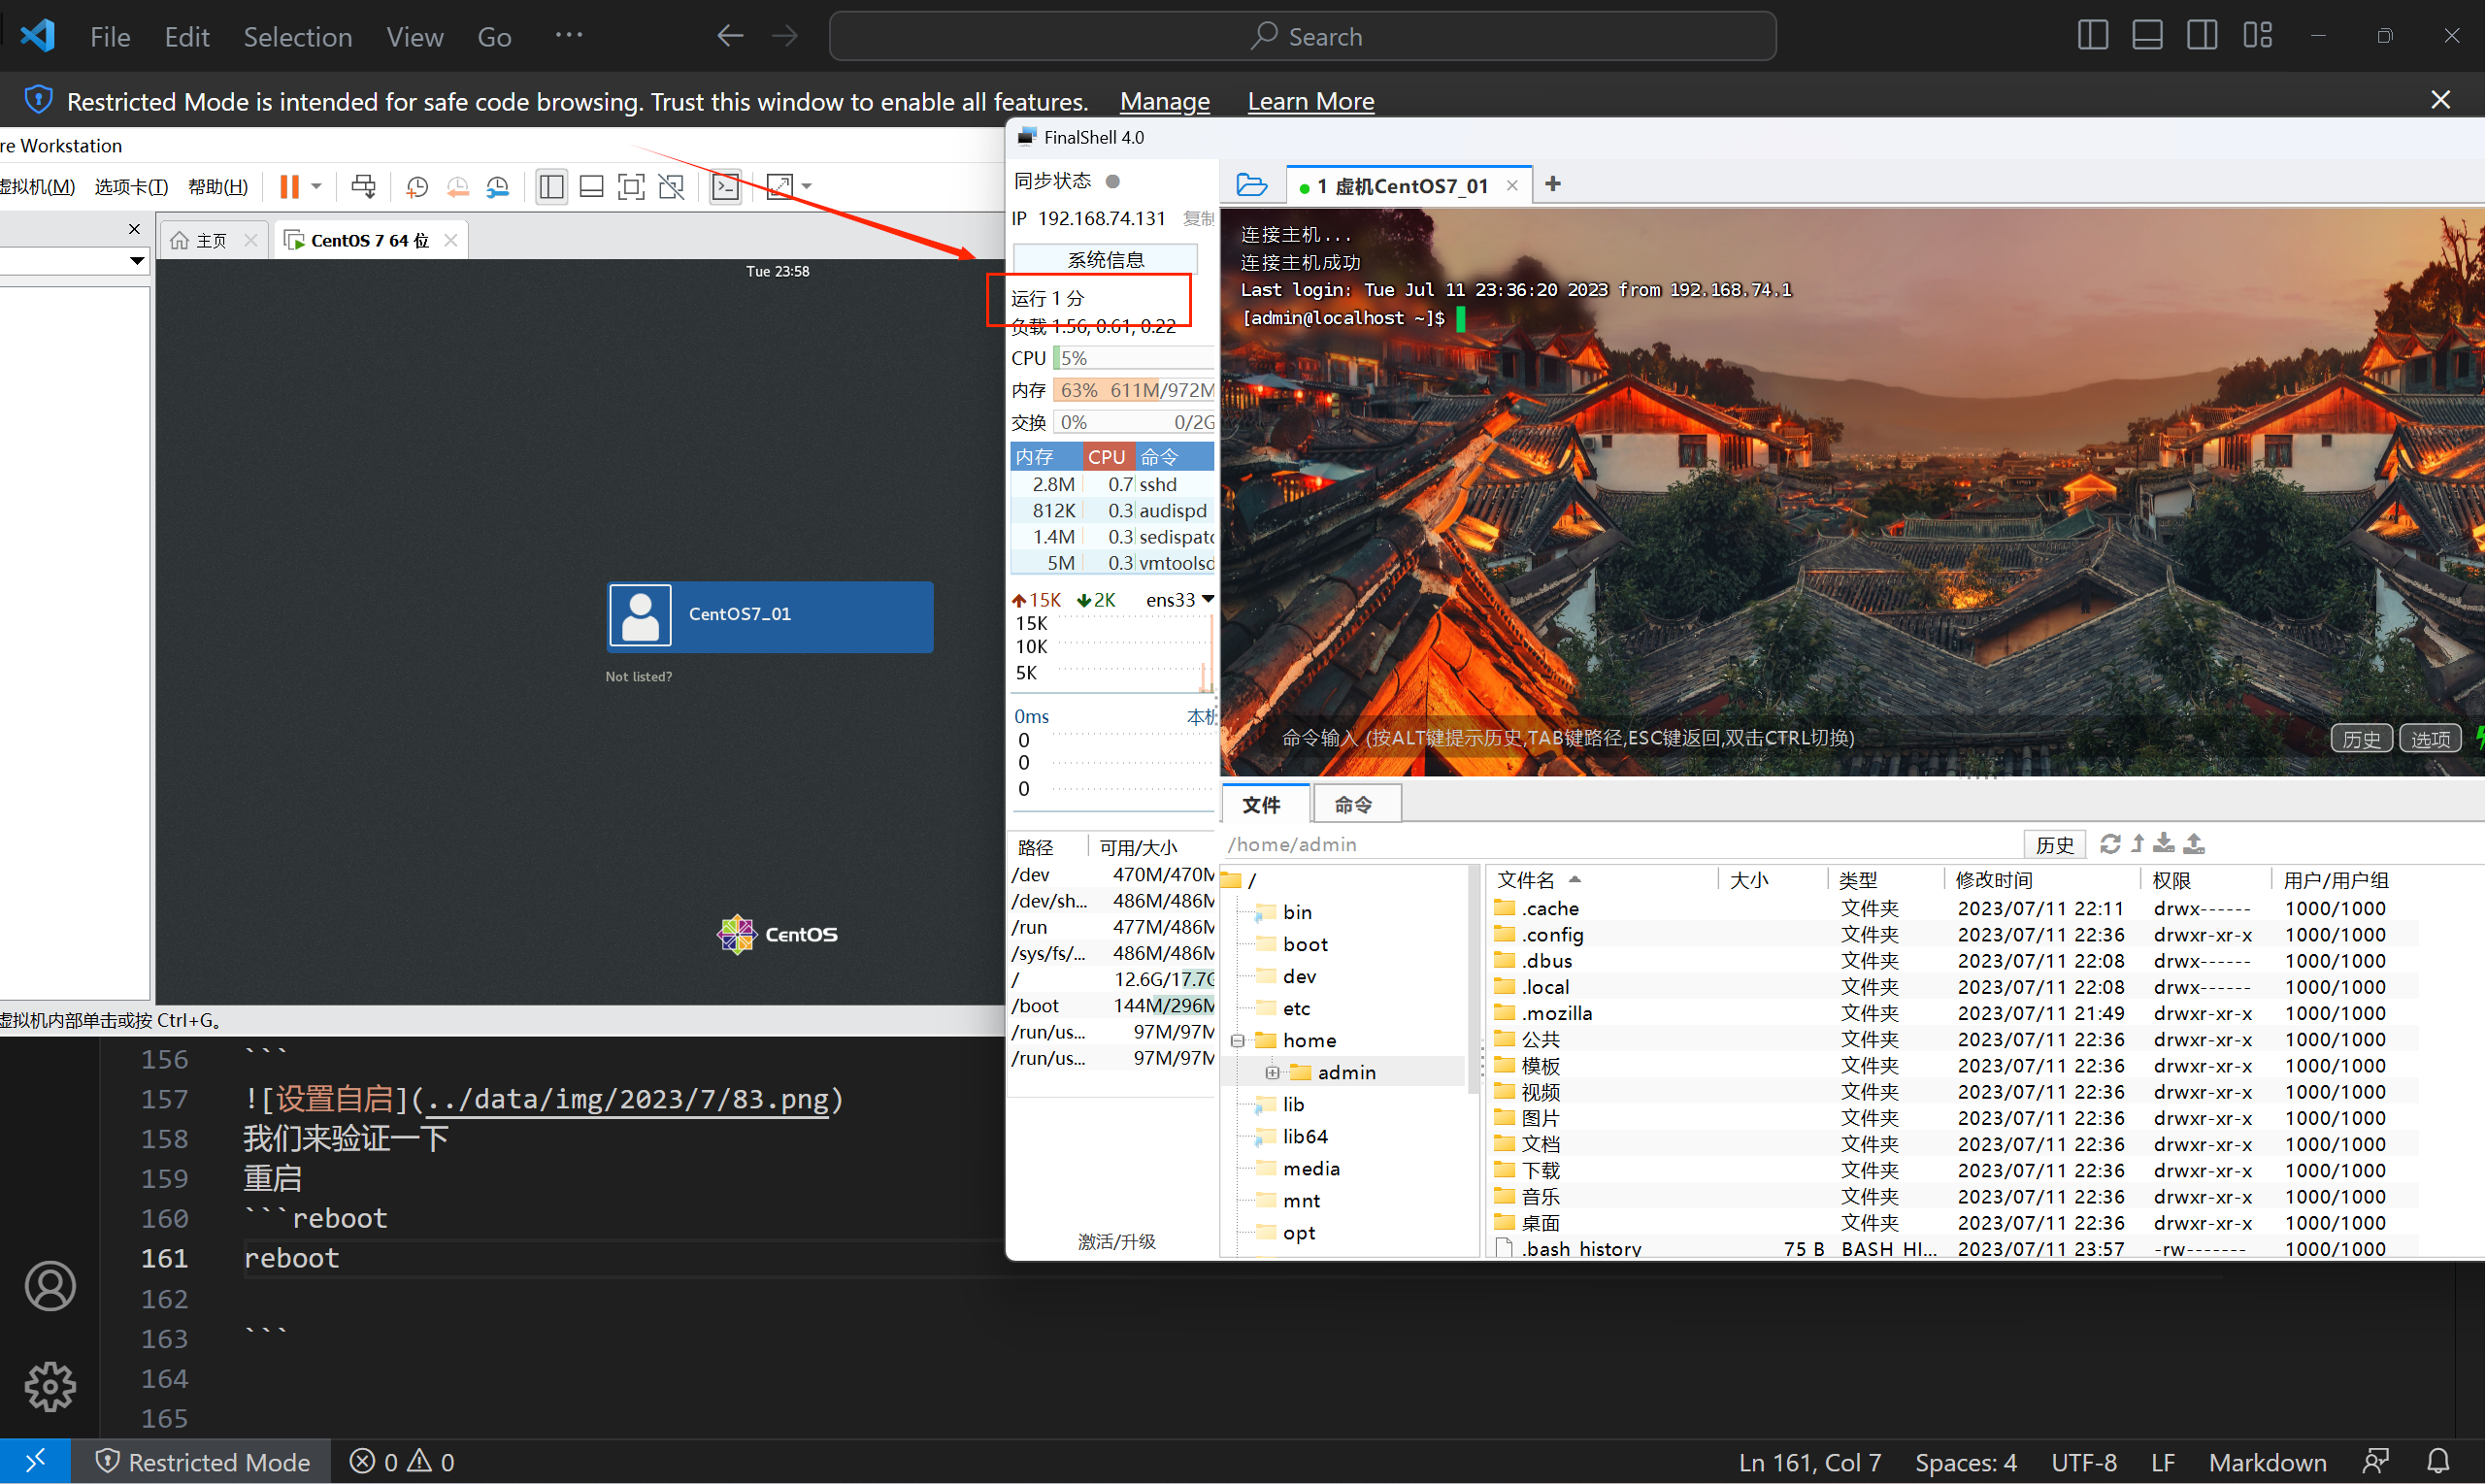 File Edit Selection View Go ··· Search
Restricted Mode is intended for safe code browsing. Trust this window to enable all features. Manage Learn More
re Workstation
虚拟机(M) 选项卡(T) 帮助(H)
主页
CentOS 7 64 位
Tue 23:58
CentOS7_01
Not listed?
CentOS
虚拟机内部单击或按 Ctrl+G。
FinalShell 4.0
同步状态
IP 192.168.74.131 复制
系统信息
运行 1 分
负载 1.56, 0.61, 0.22
CPU 5%
内存 63% 611M/972M
交换 0% 0/2G
内存 CPU 命令
2.8M 0.7 sshd
812K 0.3 audispd
1.4M 0.3 sedispatc
5M 0.3 vmtoolsd
15K 2K ens33
15K
10K
5K
0ms 本机
0
0
0
路径 可用/大小
/dev 470M/470M
/dev/sh... 486M/486M
/run 477M/486M
/sys/fs/... 486M/486M
/ 12.6G/17.7G
/boot 144M/296M
/run/us... 97M/97M
/run/us... 97M/97M
激活/升级
1 虚机CentOS7_01
连接主机...
连接主机成功
Last login: Tue Jul 11 23:36:20 2023 from 192.168.74.1
[admin@localhost ~]$
命令输入 (按ALT键提示历史,TAB键路径,ESC键返回,双击CTRL切换)
历史 选项
文件 命令
/home/admin 历史
/
bin
boot
dev
etc
home
admin
lib
lib64
media
mnt
opt
文件名 大小 类型 修改时间 权限 用户/用户组
.cache 文件夹 2023/07/11 22:11 drwx------ 1000/1000
.config 文件夹 2023/07/11 22:36 drwxr-xr-x 1000/1000
.dbus 文件夹 2023/07/11 22:08 drwx------ 1000/1000
.local 文件夹 2023/07/11 22:08 drwx------ 1000/1000
.mozilla 文件夹 2023/07/11 21:49 drwxr-xr-x 1000/1000
公共 文件夹 2023/07/11 22:36 drwxr-xr-x 1000/1000
模板 文件夹 2023/07/11 22:36 drwxr-xr-x 1000/1000
视频 文件夹 2023/07/11 22:36 drwxr-xr-x 1000/1000
图片 文件夹 2023/07/11 22:36 drwxr-xr-x 1000/1000
文档 文件夹 2023/07/11 22:36 drwxr-xr-x 1000/1000
下载 文件夹 2023/07/11 22:36 drwxr-xr-x 1000/1000
音乐 文件夹 2023/07/11 22:36 drwxr-xr-x 1000/1000
桌面 文件夹 2023/07/11 22:36 drwxr-xr-x 1000/1000
.bash_history 75 B BASH_HI... 2023/07/11 23:57 -rw------- 1000/1000
156 ```
157 ![设置自启](../data/img/2023/7/83.png)
158 我们来验证一下
159 重启
160 ```reboot
161 reboot
162
163 ```
164
165
Restricted Mode 0 0 Ln 161, Col 7 Spaces: 4 UTF-8 LF Markdown